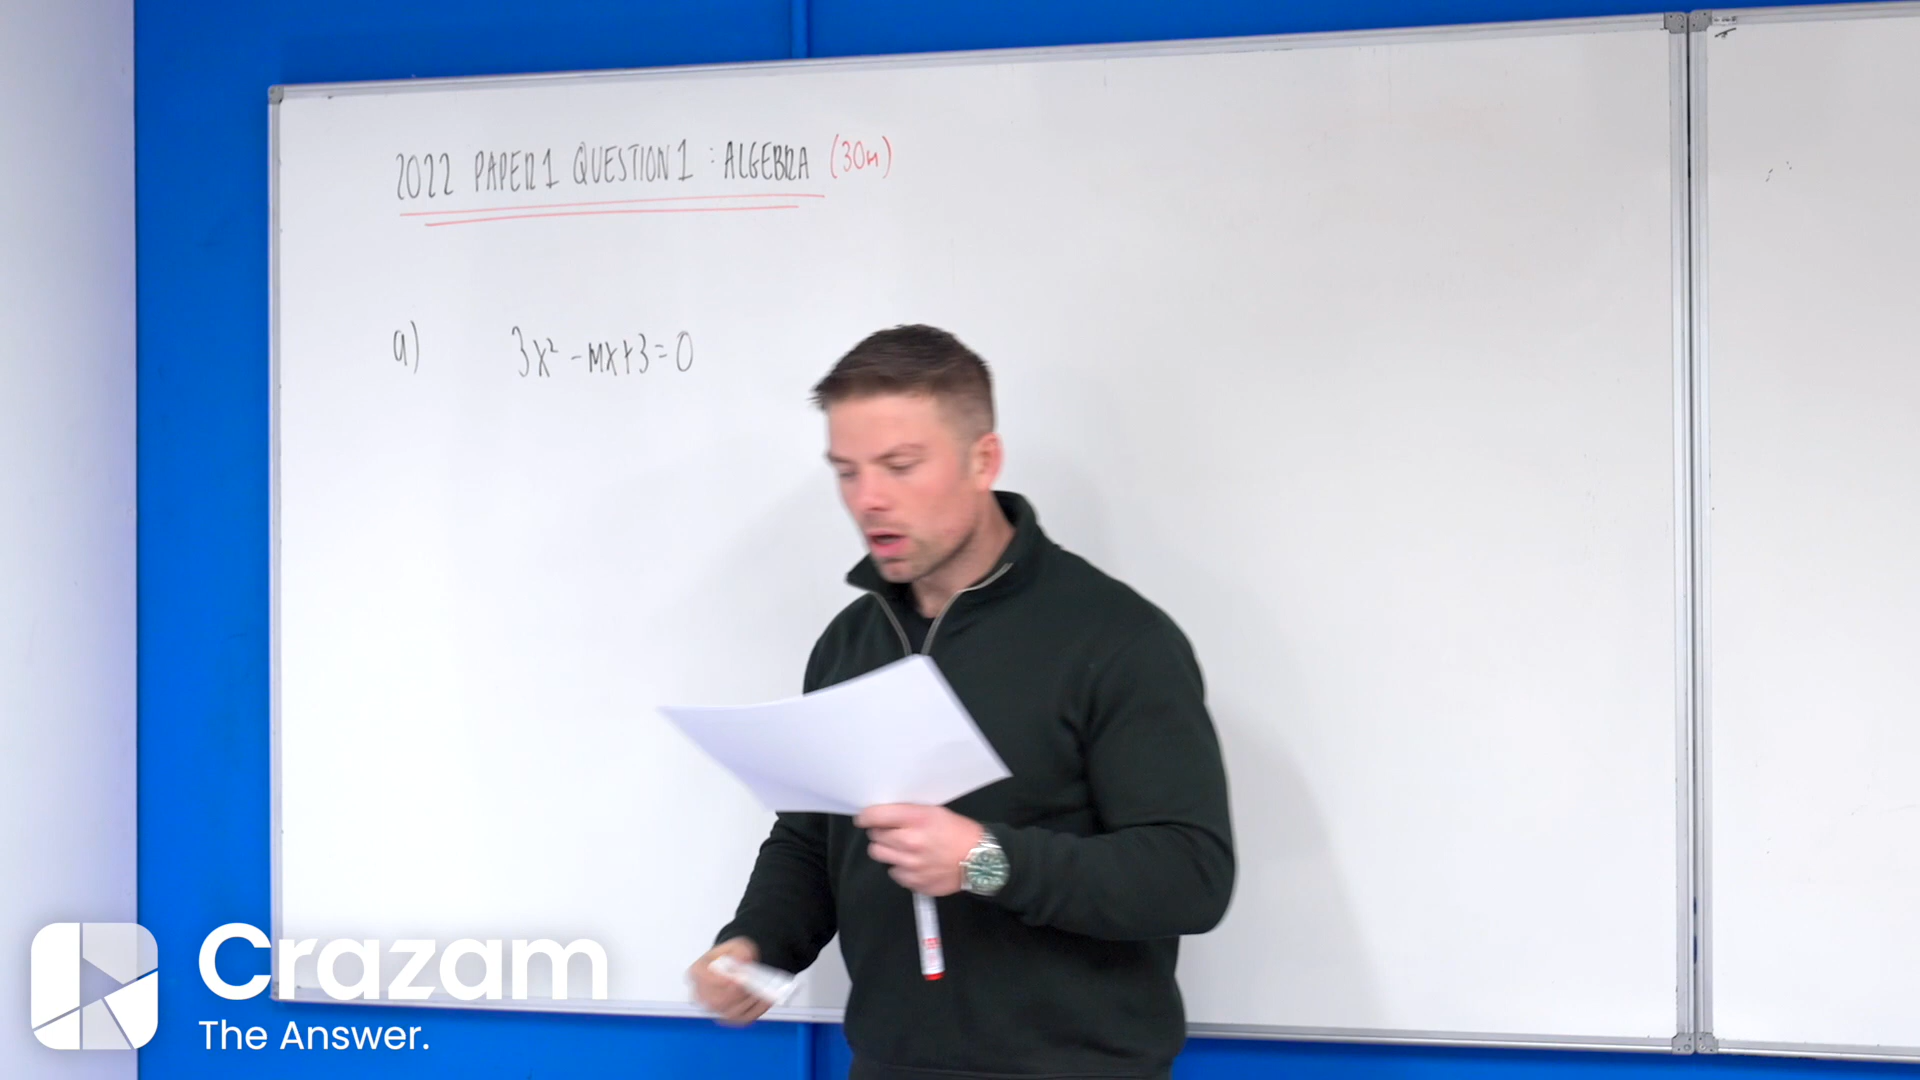 2022 PAPER 1 QUESTION 1 : ALGEBRA (30M)
a) 3x² - mx + 3 = 0
Crazam
The Answer.